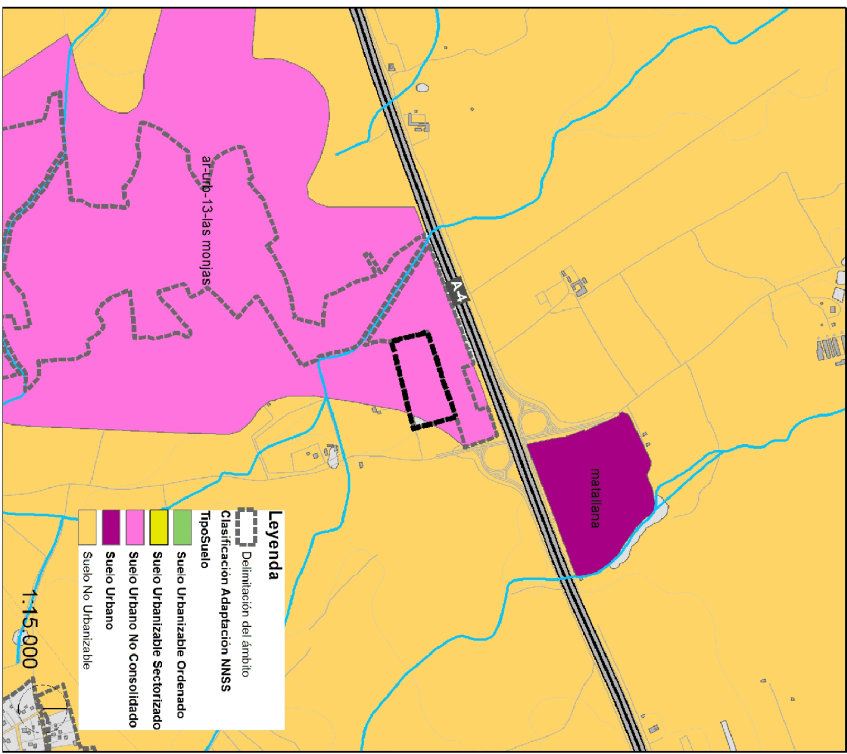 ar-urb-13-las monjas
A-4
matallana
Leyenda
Delimitación del ámbito
Clasificación Adaptación NNSS
TipoSuelo
Suelo Urbanizable Ordenado
Suelo Urbanizable Sectorizado
Suelo Urbano No Consolidado
Suelo Urbano
Suelo No Urbanizable
1:15.000